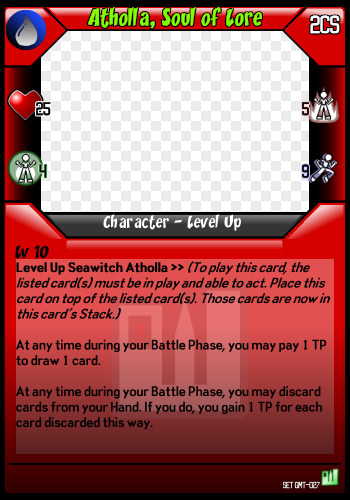 Atholla, Soul of Lore
2CS
25
5
4
9
Character - Level Up
Lv 10
Level Up Seawitch Atholla >> (To play this card, the
listed card(s) must be in play and able to act. Place this
card on top of the listed card(s). Those cards are now in
this card's Stack.)
At any time during your Battle Phase, you may pay 1 TP
to draw 1 card.
At any time during your Battle Phase, you may discard
cards from your Hand. If you do, you gain 1 TP for each
card discarded this way.
SET GMT-027